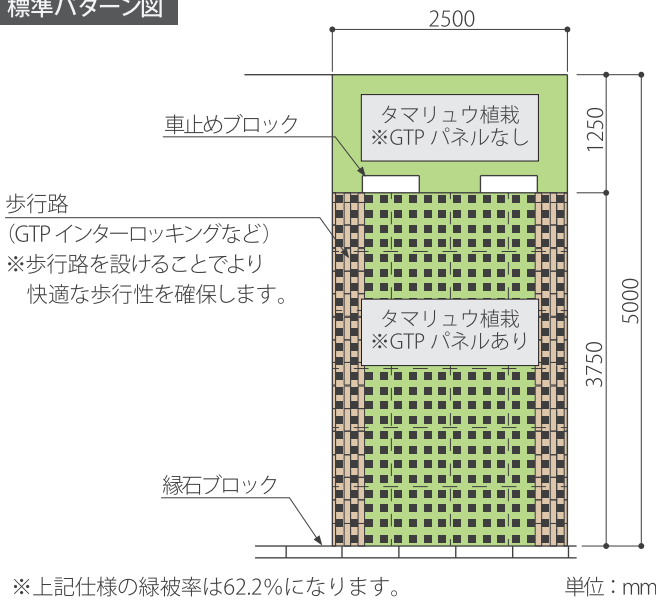 標準パターン図
2500
タマリュウ植栽
※GTP パネルなし
車止めブロック
1250
歩行路
（GTP インターロッキングなど）
※歩行路を設けることでより
快適な歩行性を確保します。
タマリュウ植栽
※GTP パネルあり
3750
5000
縁石ブロック
※上記仕様の緑被率は62.2%になります。
単位：mm